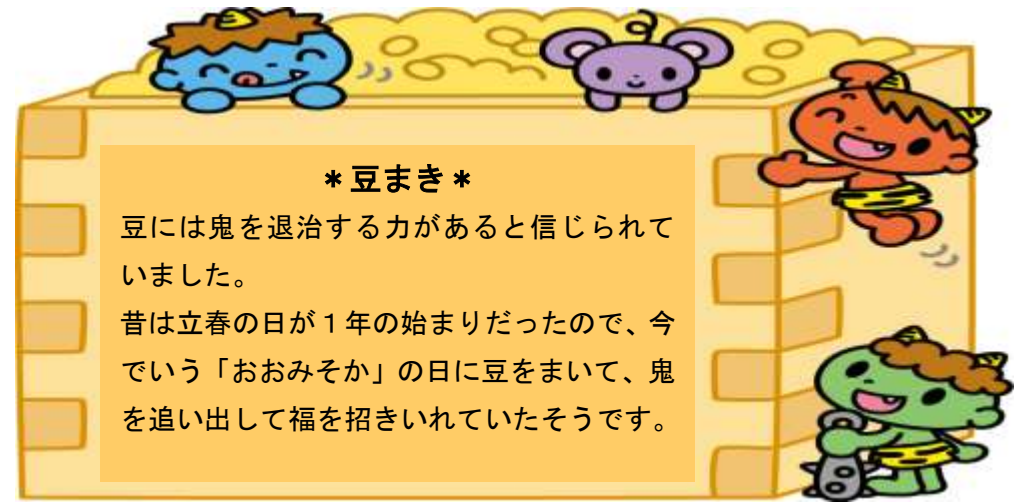 ＊豆まき＊
豆には鬼を退治する力があると信じられて
いました。
昔は立春の日が１年の始まりだったので、今
でいう「おおみそか」の日に豆をまいて、鬼
を追い出して福を招きいれていたそうです。